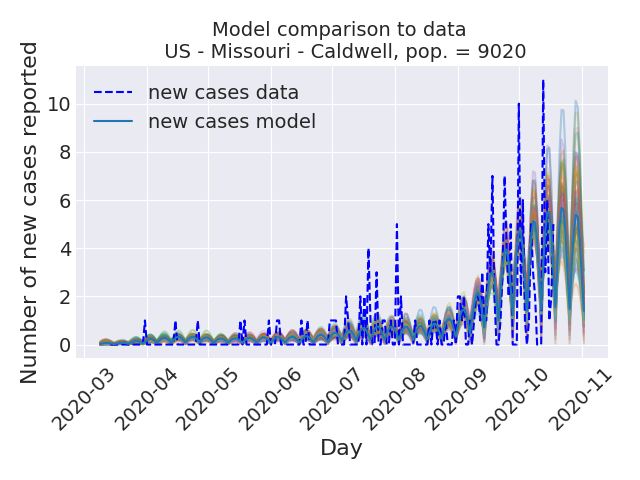 Model comparison to data
US - Missouri - Caldwell, pop. = 9020
Number of new cases reported
new cases data
new cases model
10
8
6
4
2
0
2020-03
2020-04
2020-05
2020-06
2020-07
2020-08
2020-09
2020-10
2020-11
Day